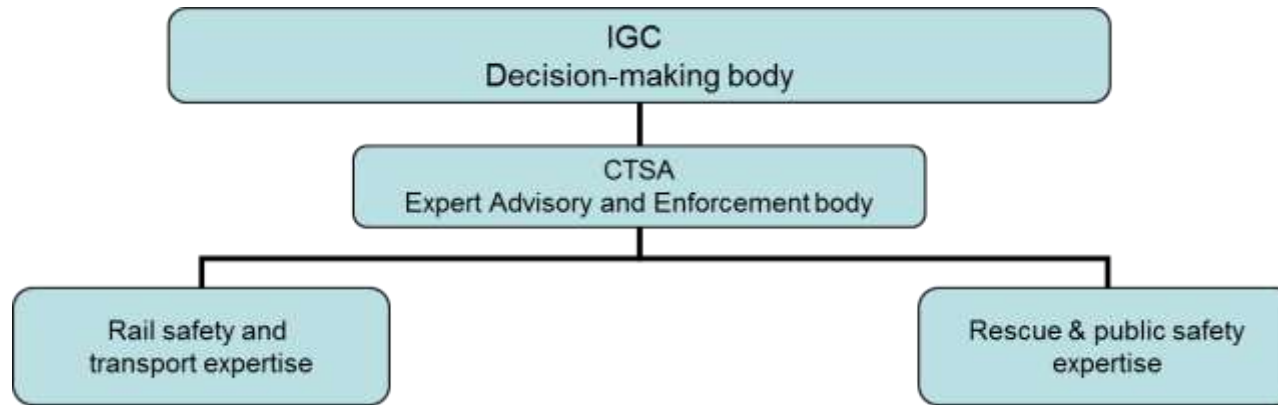 IGC
Decision-making body
CTSA
Expert Advisory and Enforcement body
Rail safety and
transport expertise
Rescue & public safety
expertise